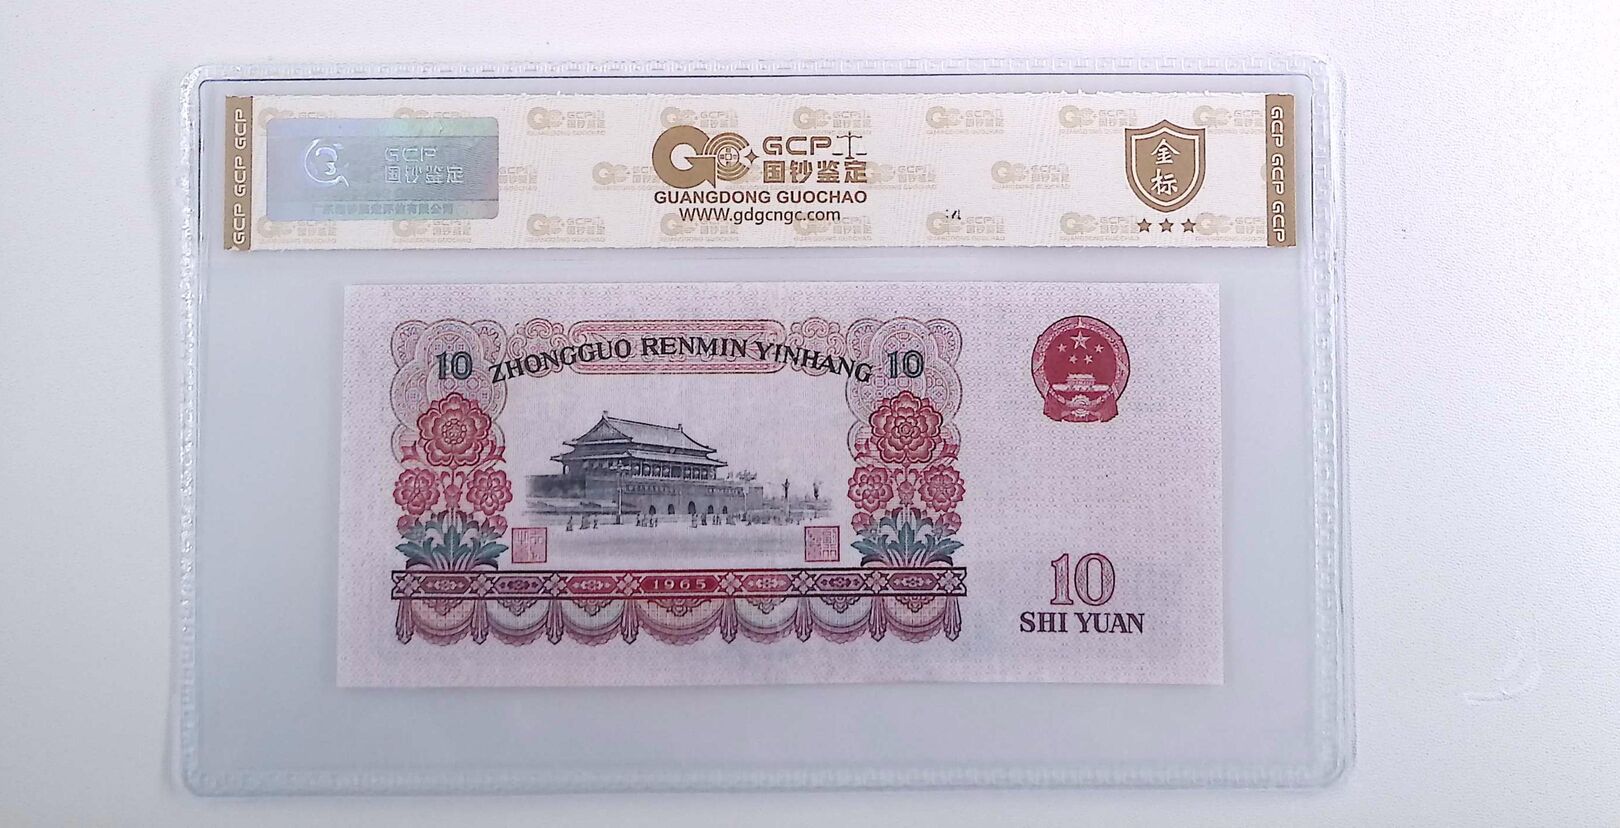 GCP GCP GCP
GCP
国钞鉴定
GCP
国钞鉴定
GUANGDONG GUOCHAO
WWW.gdgcngc.com
金
标
GCP GCP GCP
10 ZHONGGUO RENMIN YINHANG 10
1965
10
SHI YUAN